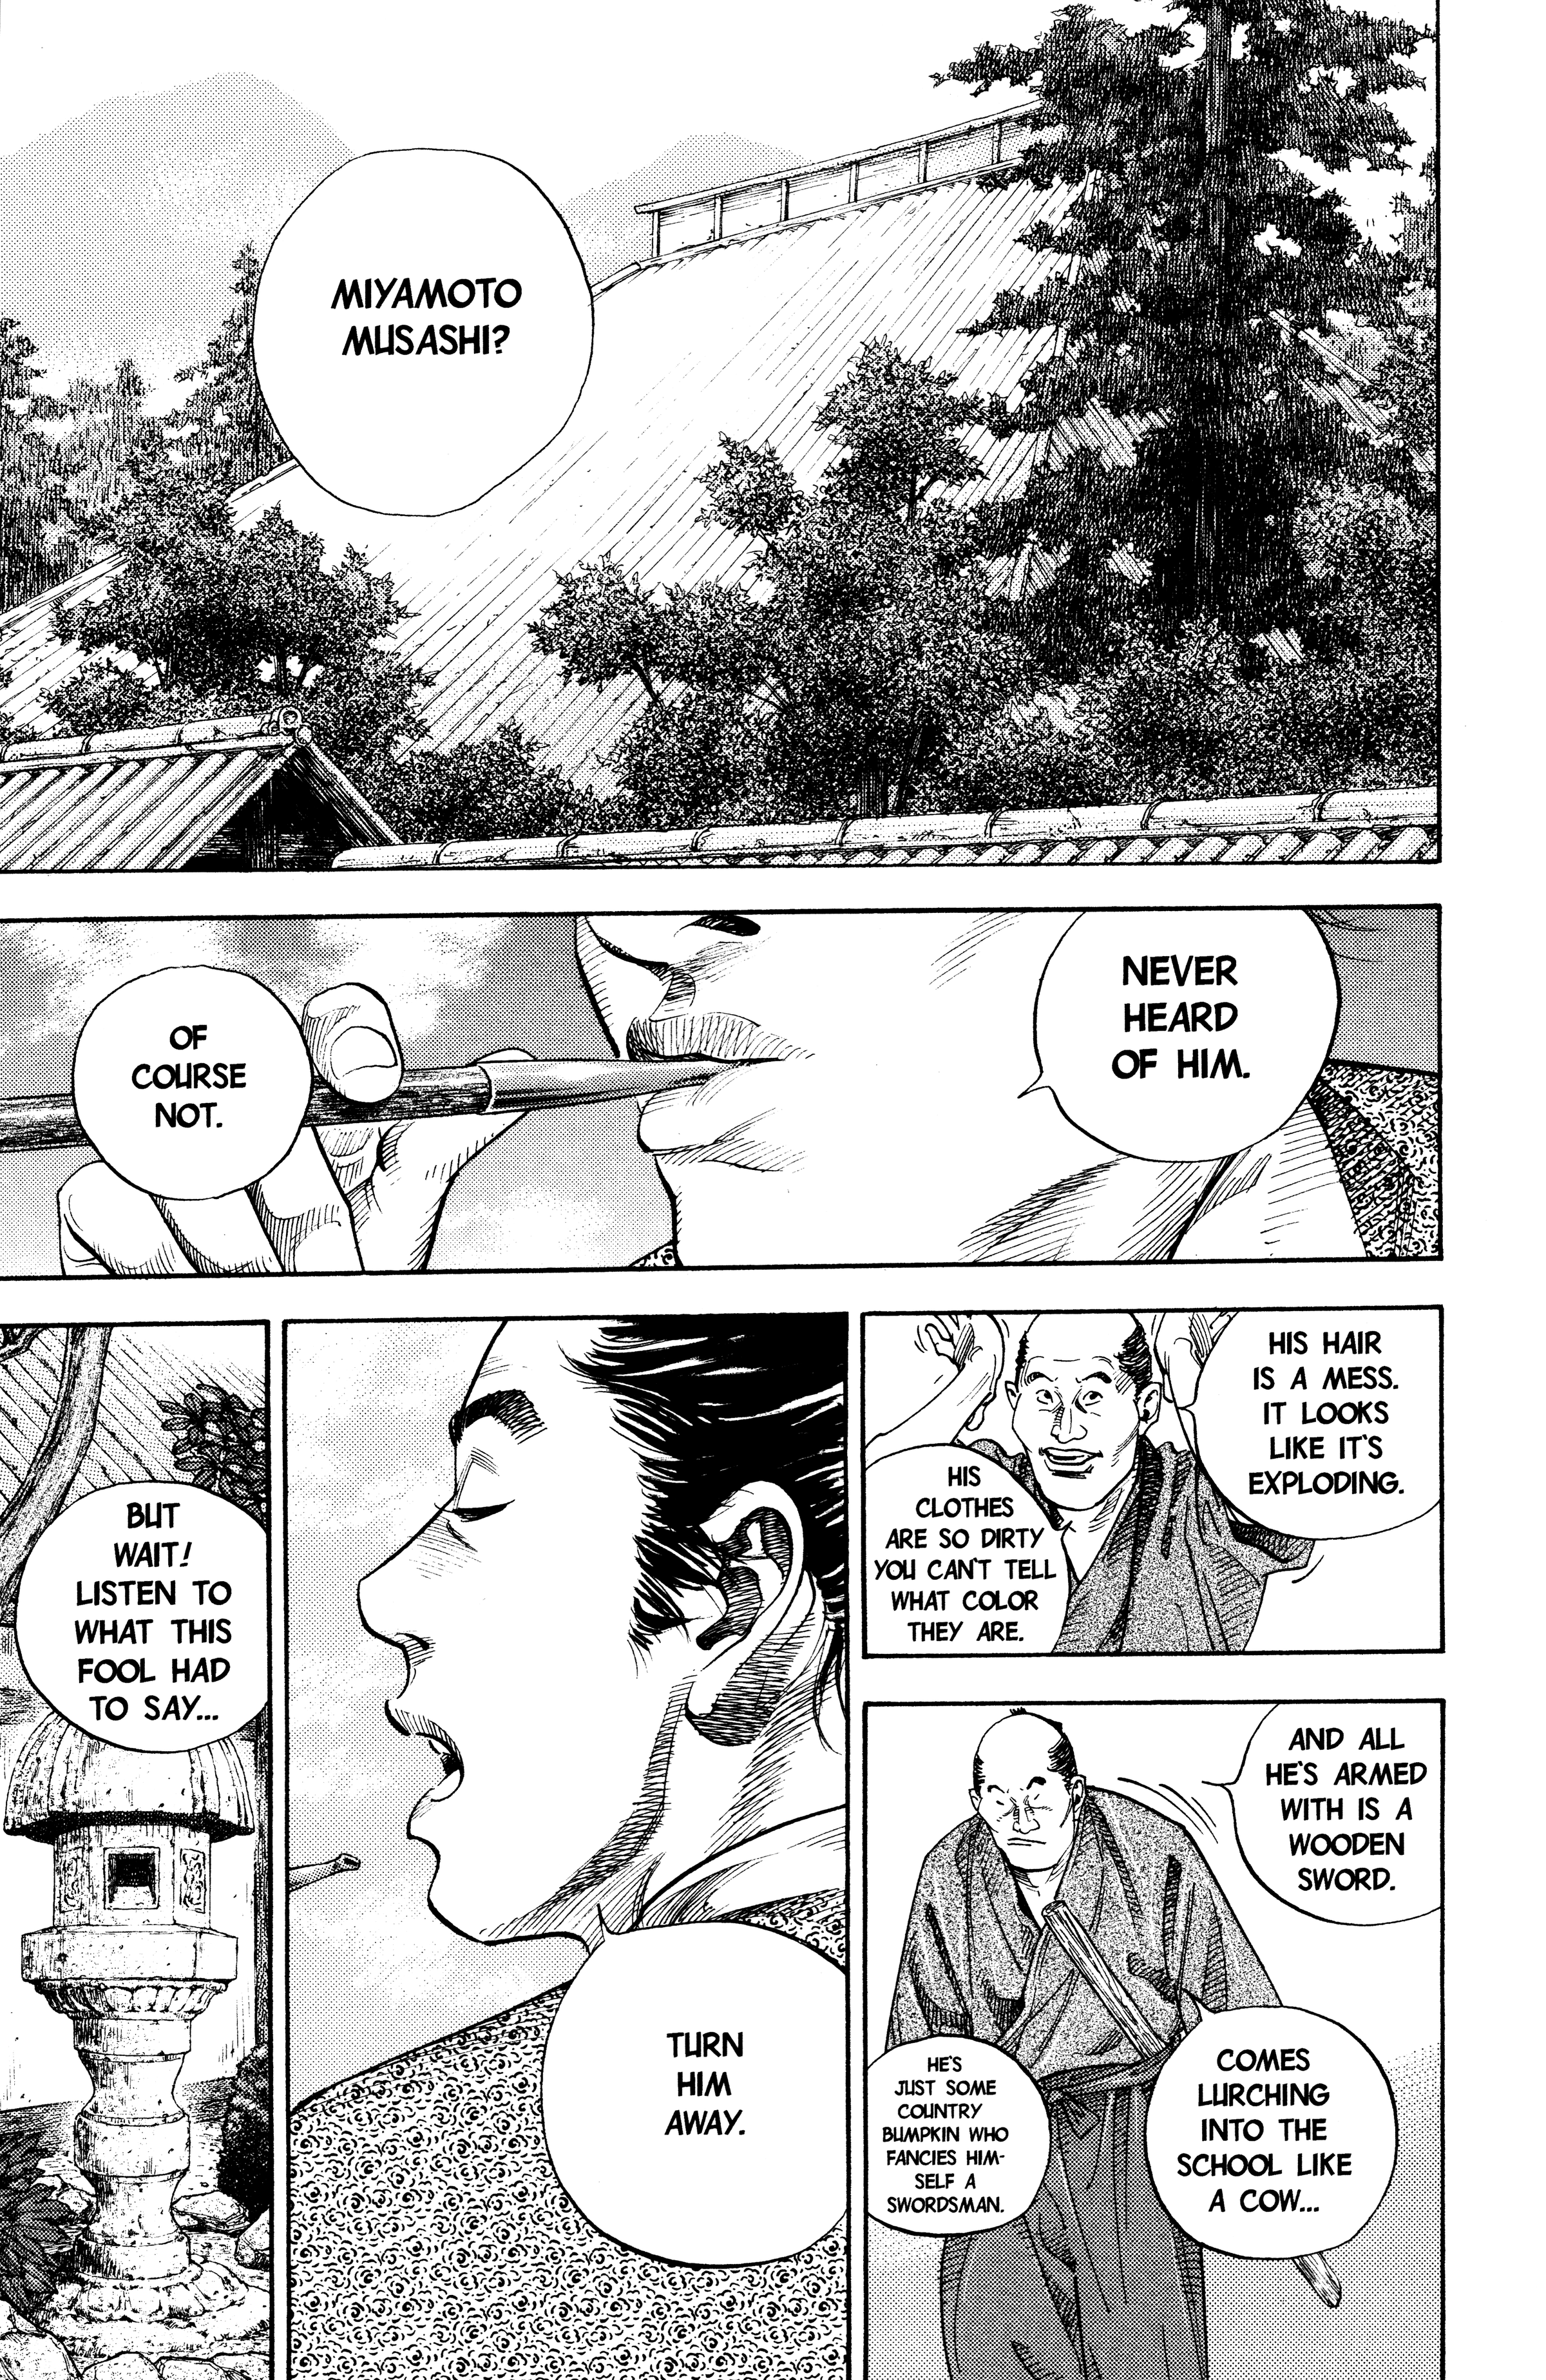 MIYAMOTO
MUSASHI?
NEVER
HEARD
OF HIM.
OF
COURSE
NOT.
HIS HAIR
IS A MESS.
IT LOOKS
LIKE IT'S
EXPLODING.
HIS
CLOTHES
ARE SO DIRTY
YOU CAN'T TELL
WHAT COLOR
THEY ARE.
AND ALL
HE'S ARMED
WITH IS A
WOODEN
SWORD.
COMES
LURCHING
INTO THE
SCHOOL LIKE
A COW...
HE'S
JUST SOME
COUNTRY
BUMPKIN WHO
FANCIES HIM-
SELF A
SWORDSMAN.
TURN
HIM
AWAY.
BUT
WAIT!
LISTEN TO
WHAT THIS
FOOL HAD
TO SAY...